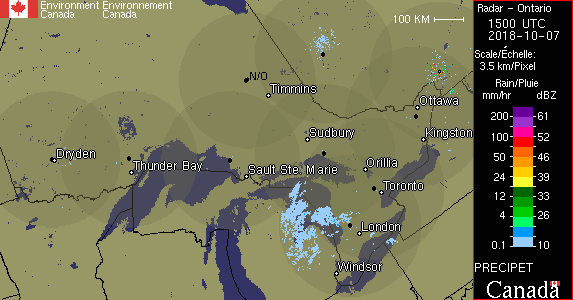 Environment Environnement
Canada Canada
100 KM
N/O
Timmins
Ottawa
Sudbury
Kingston
Dryden
Thunder Bay
Sault Ste. Marie
Orillia
Toronto
London
Windsor
Radar - Ontario
1500 UTC
2018-10-07
Scale/Échelle:
3.5 km/Pixel
Rain/Pluie
mm/hr dBZ
200 61
100 52
50 46
24 39
12 33
4 26
0.1 10
PRECIPET
Canada